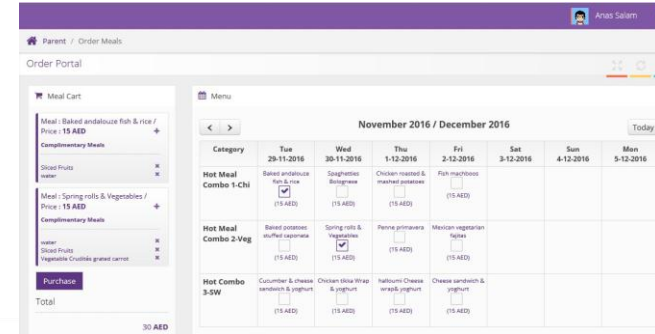 Anas Salam
Parent / Order Meals
Order Portal
Meal Cart
Meal : Baked andalouze fish & rice /
Price : 15 AED
Complimentary Meals
Sliced Fruits
water
Meal : Spring rolls & Vegetables /
Price : 15 AED
Complimentary Meals
water
Sliced Fruits
Vegetable Crudités grated carrot
Purchase
Total
30 AED
Menu
November 2016 / December 2016
Today
Category
Tue
29-11-2016
Wed
30-11-2016
Thu
1-12-2016
Fri
2-12-2016
Sat
3-12-2016
Sun
4-12-2016
Mon
5-12-2016
Hot Meal
Combo 1-Chi
Baked andalouze
fish & rice
(15 AED)
Spaghetties
Bolognese
(15 AED)
Chicken roasted &
mashed potatoes
(15 AED)
Fish machboos
(15 AED)
Hot Meal
Combo 2-Veg
Baked potatoes
stuffed caponata
(15 AED)
Spring rolls &
Vegetables
(15 AED)
Penne primavera
(15 AED)
Mexican vegetarian
fajitas
(15 AED)
Hot Combo
3-SW
Cucumber & cheese
sandwich & yoghurt
(15 AED)
Chicken tikka Wrap
& yoghurt
(15 AED)
halloumi Cheese
wrap& yoghurt
(15 AED)
Cheese sandwich &
yoghurt
(15 AED)